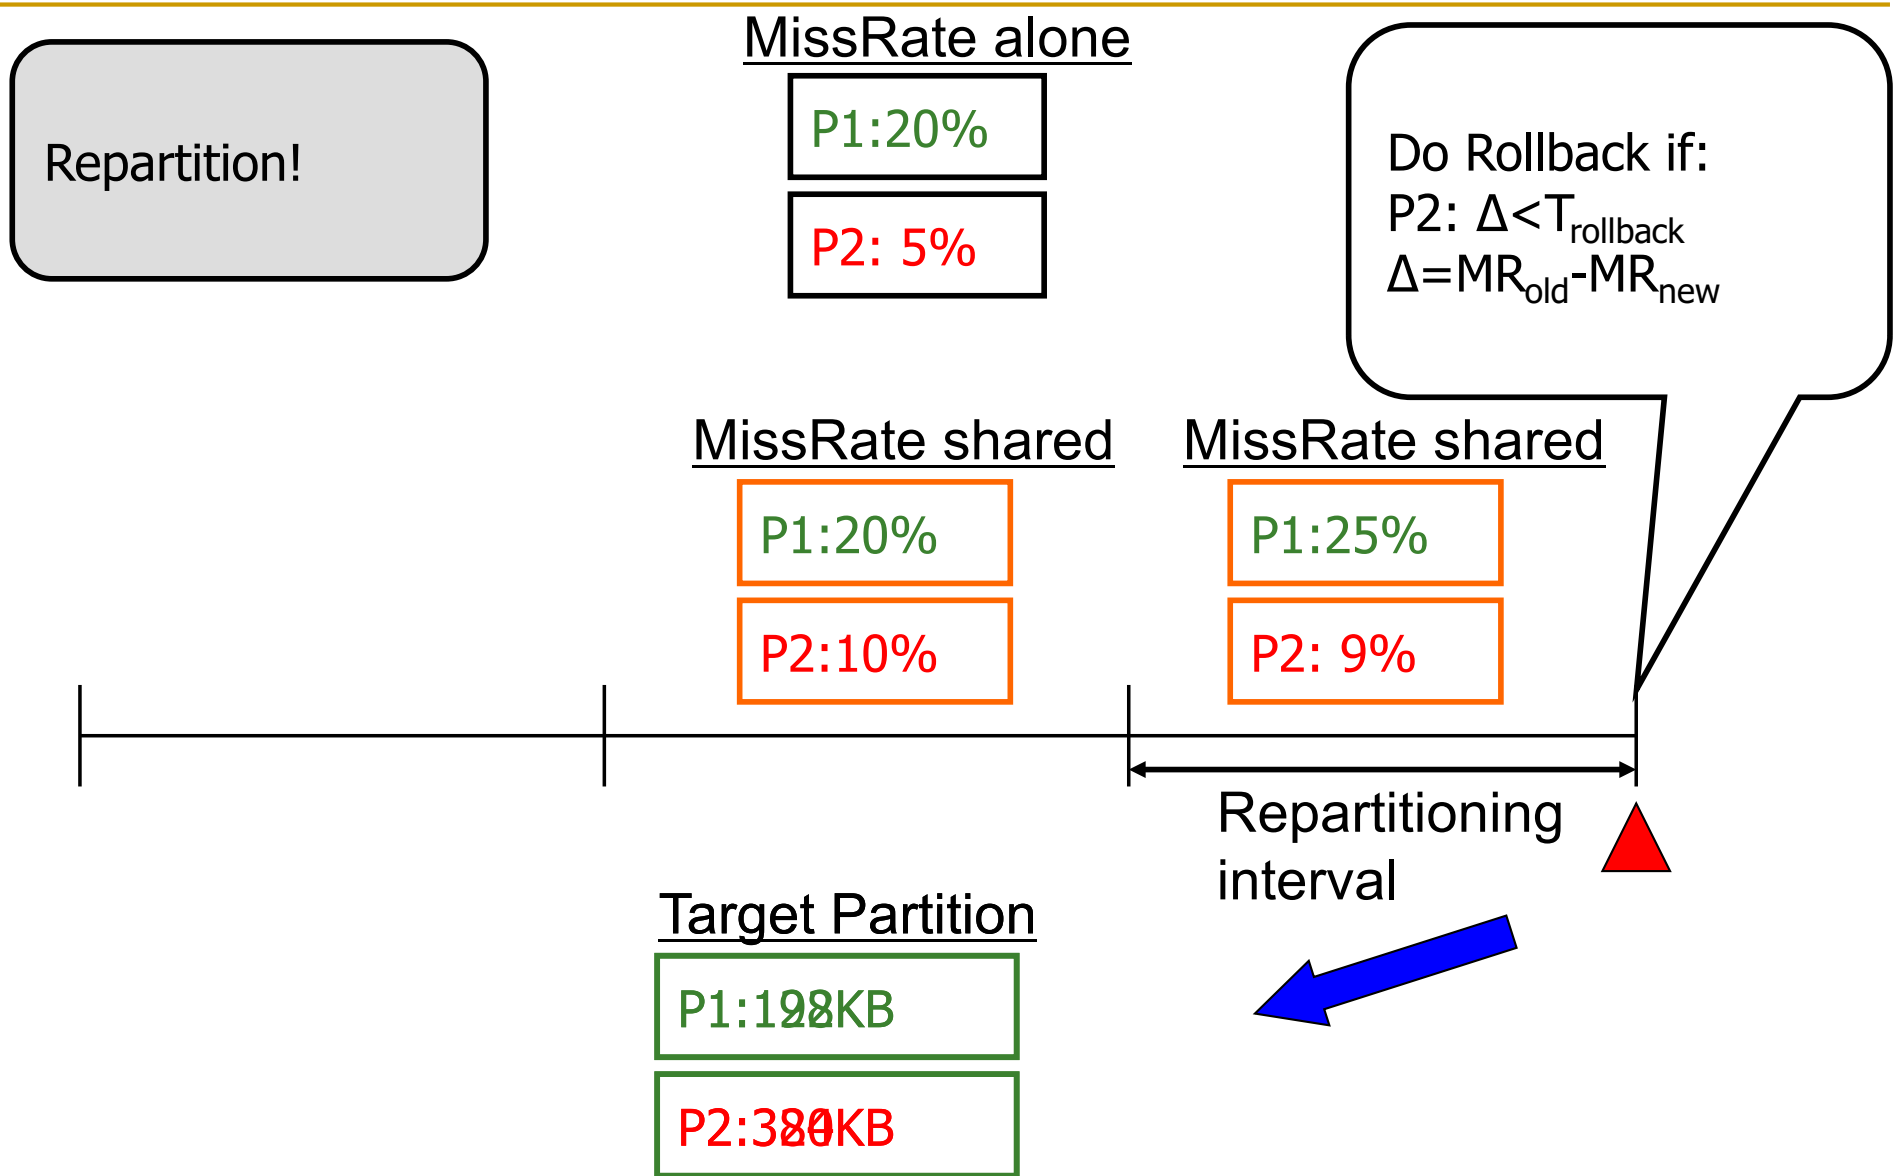 MissRate alone
Repartition!
P1:20%
P2: 5%
Do Rollback if:
P2: Δ<Trollback
Δ=MRold-MRnew
MissRate shared
MissRate shared
P1:20%
P1:25%
P2:10%
P2: 9%
Repartitioning
interval
Target Partition